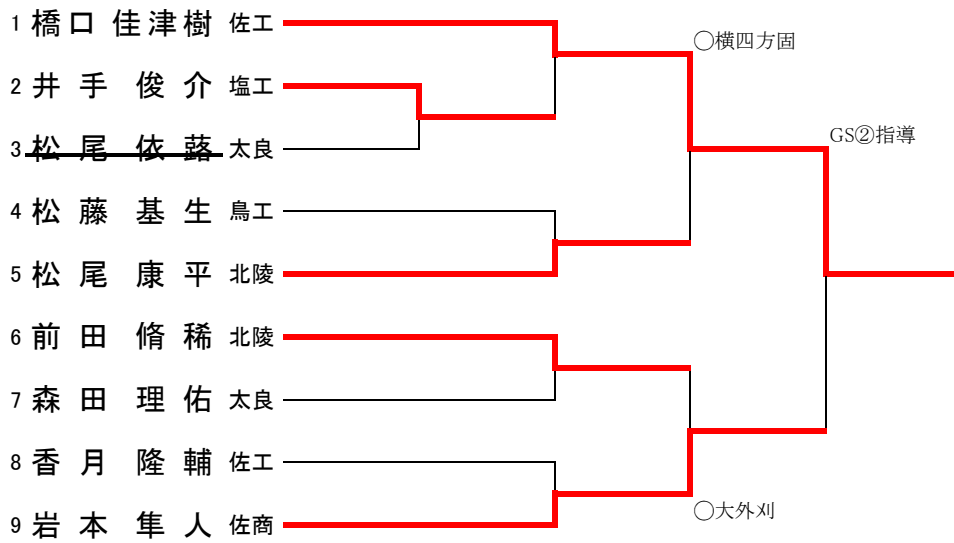 1 橋口 佳津樹 佐工
〇横四方固
2 井手 俊介 塩工
GS②指導
3 松尾 依蕗 太良
4 松藤 基生 鳥工
5 松尾 康平 北陵
6 前田 脩稀 北陵
7 森田 理佑 太良
8 香月 隆輔 佐工
〇大外刈
9 岩本 隼人 佐商